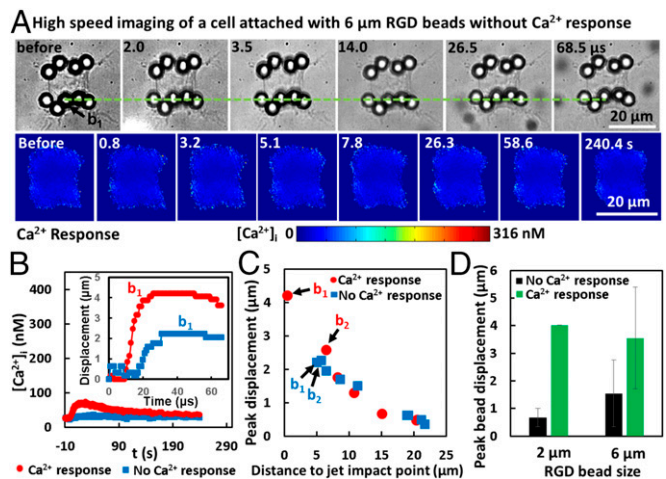 A High speed imaging of a cell attached with 6 μm RGD beads without Ca²⁺ response
before 2.0 3.5 14.0 26.5 68.5 μs
b₁
20 μm
Before 0.8 3.2 5.1 7.8 26.3 58.6 240.4 s
20 μm
Ca²⁺ Response [Ca²⁺]ᵢ 0 316 nM
B
[Ca²⁺]ᵢ (nM)
400
300
200
100
0
-10 90 190 290
t (s)
Displacement (μm)
5
4
3
2
1
0
0 20 40 60
Time (μs)
b₁
b₁
Ca²⁺ response No Ca²⁺ response
C
Ca²⁺ response
No Ca²⁺ response
Peak displacement (μm)
5
4
3
2
1
0
0 5 10 15 20 25
Distance to jet impact point (μm)
b₁
b₂
b₁
b₂
D
No Ca²⁺ response
Ca²⁺ response
Peak bead displacement (μm)
8
6
4
2
0
2 μm 6 μm
RGD bead size